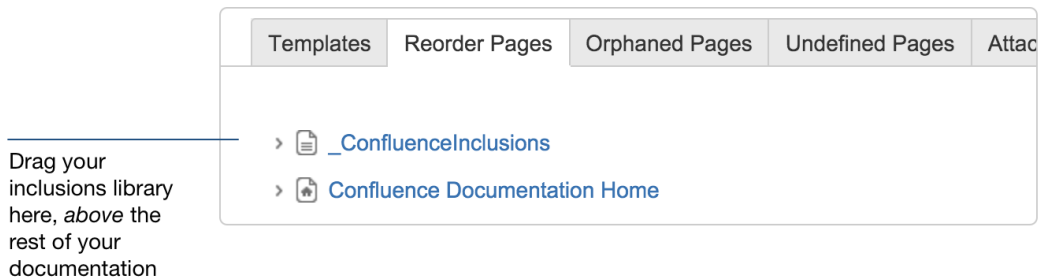 Templates Reorder Pages Orphaned Pages Undefined Pages Attac
_ConfluenceInclusions
Confluence Documentation Home
Drag your
inclusions library
here, above the
rest of your
documentation